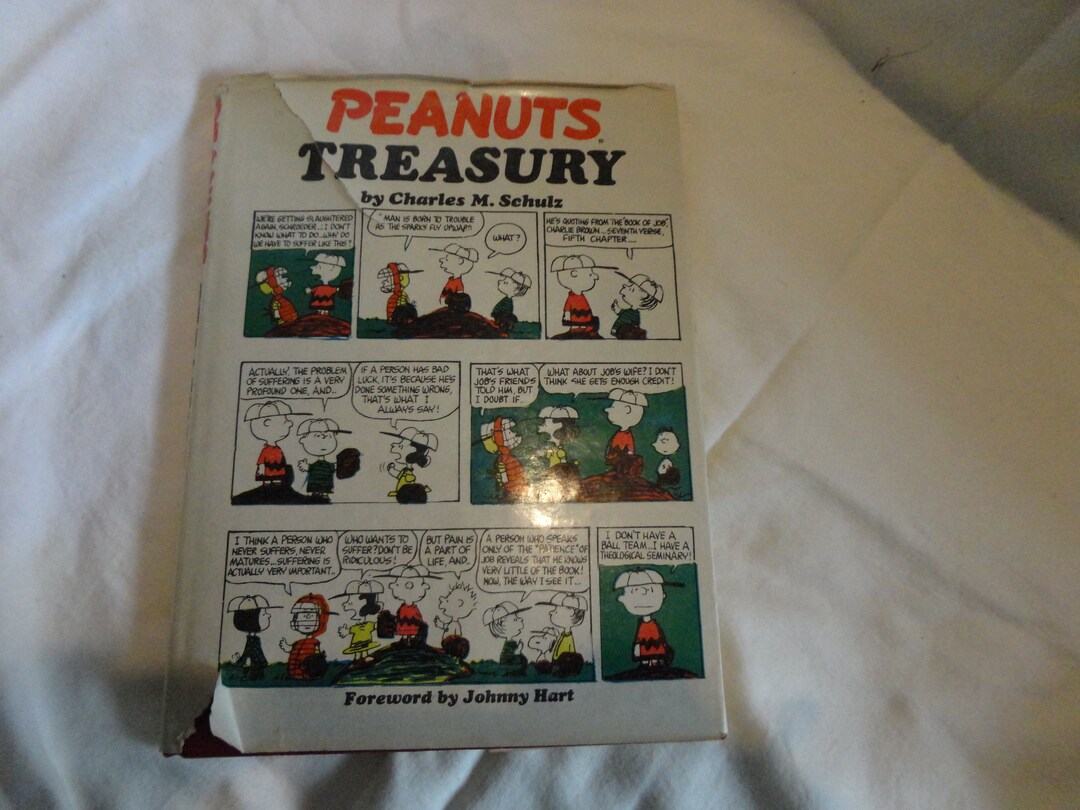 PEANUTS
TREASURY
by Charles M. Schulz
WE'RE GETTING SLAUGHTERED
AGAIN, SCHROEDER...I DON'T
KNOW WHAT TO DO...WHY DO
WE HAVE TO SUFFER LIKE THIS?
"MAN IS BORN TO TROUBLE
AS THE SPARKS FLY UPWARD"
WHAT?
HE'S QUOTING FROM THE "BOOK OF JOB",
CHARLIE BROWN...SEVENTH VERSE,
FIFTH CHAPTER....
ACTUALLY, THE PROBLEM
OF SUFFERING IS A VERY
PROFOUND ONE, AND..
IF A PERSON HAS BAD
LUCK, IT'S BECAUSE HE'S
DONE SOMETHING WRONG,
THAT'S WHAT I
ALWAYS SAY!
THAT'S WHAT
JOB'S FRIENDS
TOLD HIM, BUT
I DOUBT IF..
WHAT ABOUT JOB'S WIFE? I DON'T
THINK SHE GETS ENOUGH CREDIT!
I THINK A PERSON WHO
NEVER SUFFERS, NEVER
MATURES...SUFFERING IS
ACTUALLY VERY IMPORTANT..
WHO WANTS TO
SUFFER? DON'T BE
RIDICULOUS!
BUT PAIN IS
A PART OF
LIFE, AND..
A PERSON WHO SPEAKS
ONLY OF THE "PATIENCE" OF
JOB REVEALS THAT HE KNOWS
VERY LITTLE OF THE BOOK!
NOW, THE WAY I SEE IT...
I DON'T HAVE A
BALL TEAM...I HAVE A
THEOLOGICAL SEMINARY!
Foreword by Johnny Hart